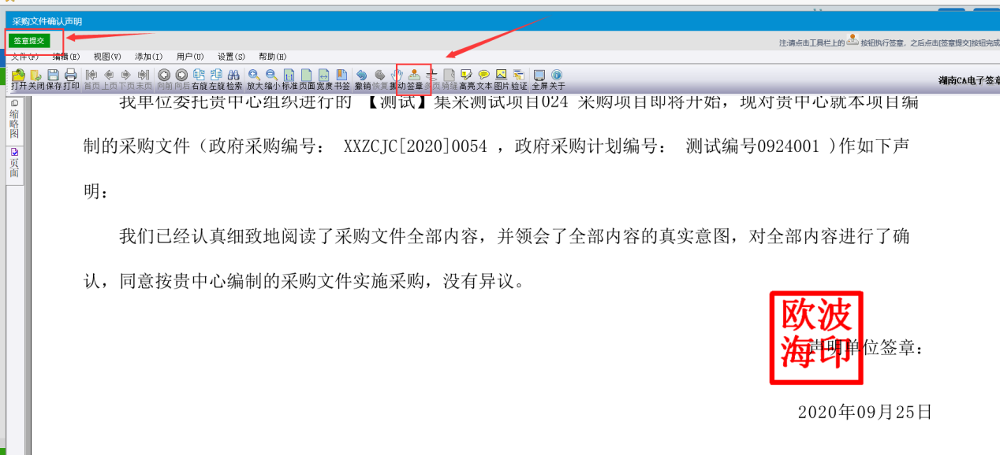 采购文件确认声明
签章提交
注:请点击工具栏上的 按钮执行签章，之后点击[签章提交]按钮完成
文件(F) 编辑(E) 视图(V) 添加(I) 用户(U) 设置(S) 帮助(H)
打开 关闭 保存 打印 首页 上页 下页 末页 向前 向后 右旋 左旋 检索 放大 缩小 标准 页面 宽度 书签 撤销 恢复 挪动 签章 多页 骑缝 高亮 文本 图片 验证 全屏 关于
湖南CA电子签章
缩略图
页面
我单位委托贵中心组织进行的 【测试】集采测试项目024 采购项目即将开始，现对贵中心就本项目编
制的采购文件（政府采购编号： XXZCJC[2020]0054 ，政府采购计划编号： 测试编号0924001 )作如下声
明：
我们已经认真细致地阅读了采购文件全部内容，并领会了全部内容的真实意图，对全部内容进行了确
认，同意按贵中心编制的采购文件实施采购，没有异议。
欧波
海印
声明单位签章：
2020年09月25日